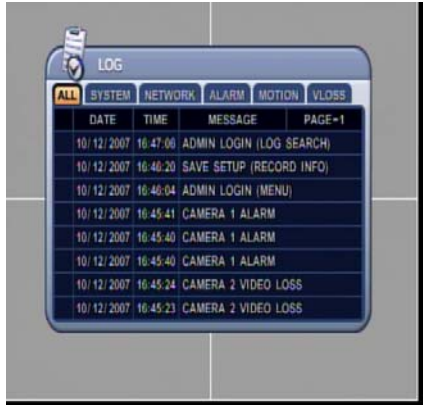 LOG
ALL SYSTEM NETWORK ALARM MOTION VLOSS
DATE TIME MESSAGE PAGE=1
10/12/2007 16:47:06 ADMIN LOGIN (LOG SEARCH)
10/12/2007 16:46:20 SAVE SETUP (RECORD INFO)
10/12/2007 16:46:04 ADMIN LOGIN (MENU)
10/12/2007 16:45:41 CAMERA 1 ALARM
10/12/2007 16:45:40 CAMERA 1 ALARM
10/12/2007 16:45:40 CAMERA 1 ALARM
10/12/2007 16:45:24 CAMERA 2 VIDEO LOSS
10/12/2007 16:45:23 CAMERA 2 VIDEO LOSS